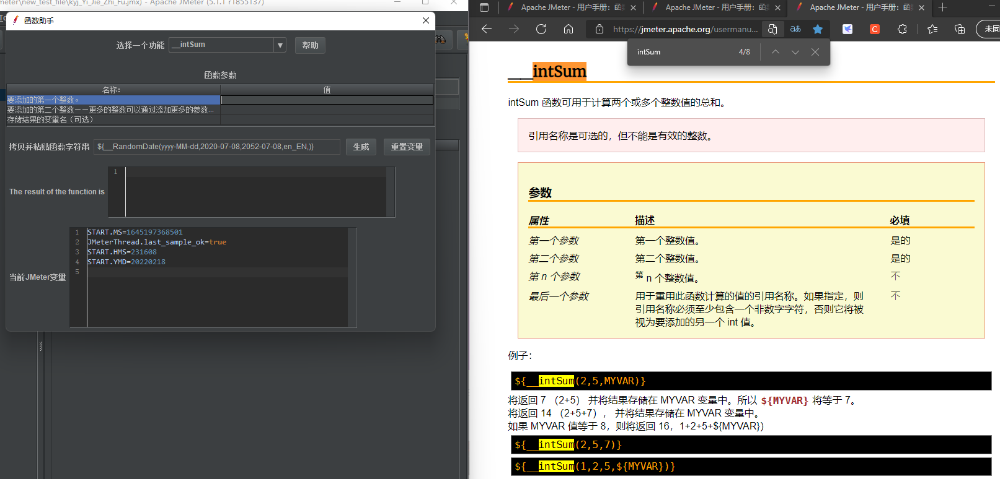 meter\new_test_file\kyj_Yi_Jie_Zhi_Fu.jmx) - Apache JMeter (5.1.1 r1855137)
函数助手
选择一个功能 __intSum 帮助
函数参数
名称: 值
要添加的第一个整数。
要添加的第二个整数——更多的整数可以通过添加更多的参数...
存储结果的变量名（可选）
拷贝并粘贴函数字符串 ${__RandomDate(yyyy-MM-dd,2020-07-08,2052-07-08,en_EN,)} 生成 重置变量
1
The result of the function is
1 START.MS=1645197368501
2 JMeterThread.last_sample_ok=true
3 START.HMS=231608
4 START.YMD=20220218
5
当前JMeter变量
Apache JMeter - 用户手册：函 Apache JMeter - 用户手册：函 Apache JMeter - 用户手册：函
https://jmeter.apache.org/usermanu... aあ C 未同
intSum 4/8
__intSum
intSum 函数可用于计算两个或多个整数值的总和。
引用名称是可选的，但不能是有效的整数。
参数
属性 描述 必填
第一个参数 第一个整数值。 是的
第二个参数 第二个整数值。 是的
第 n 个参数 第 n 个整数值。 不
最后一个参数 用于重用此函数计算的值的引用名称。如果指定，则 不
引用名称必须至少包含一个非数字字符，否则它将被
视为要添加的另一个 int 值。
例子：
${__intSum(2,5,MYVAR)}
将返回 7 （2+5） 并将结果存储在 MYVAR 变量中。所以 ${MYVAR} 将等于 7。
将返回 14 （2+5+7）， 并将结果存储在 MYVAR 变量中。
如果 MYVAR 值等于 8，则将返回 16，1+2+5+${MYVAR})
${__intSum(2,5,7)}
${__intSum(1,2,5,${MYVAR})}